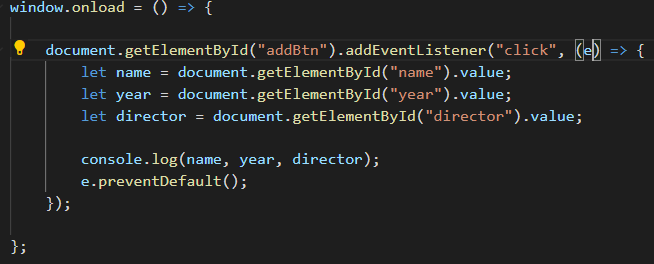 window.onload = () => {
document.getElementById("addBtn").addEventListener("click", (e) => {
let name = document.getElementById("name").value;
let year = document.getElementById("year").value;
let director = document.getElementById("director").value;
console.log(name, year, director);
e.preventDefault();
});
};